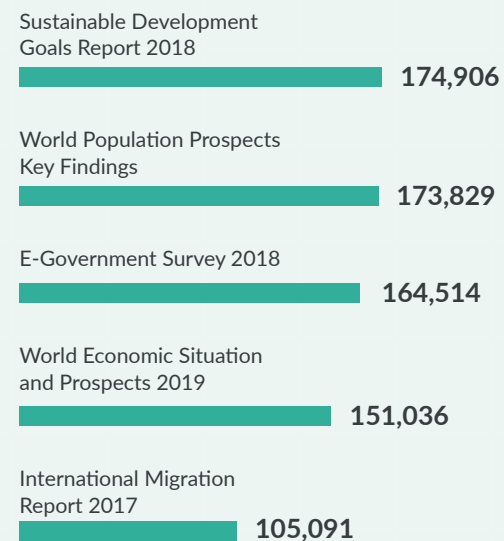 Sustainable Development
Goals Report 2018
174,906
World Population Prospects
Key Findings
173,829
E-Government Survey 2018
164,514
World Economic Situation
and Prospects 2019
151,036
International Migration
Report 2017
105,091